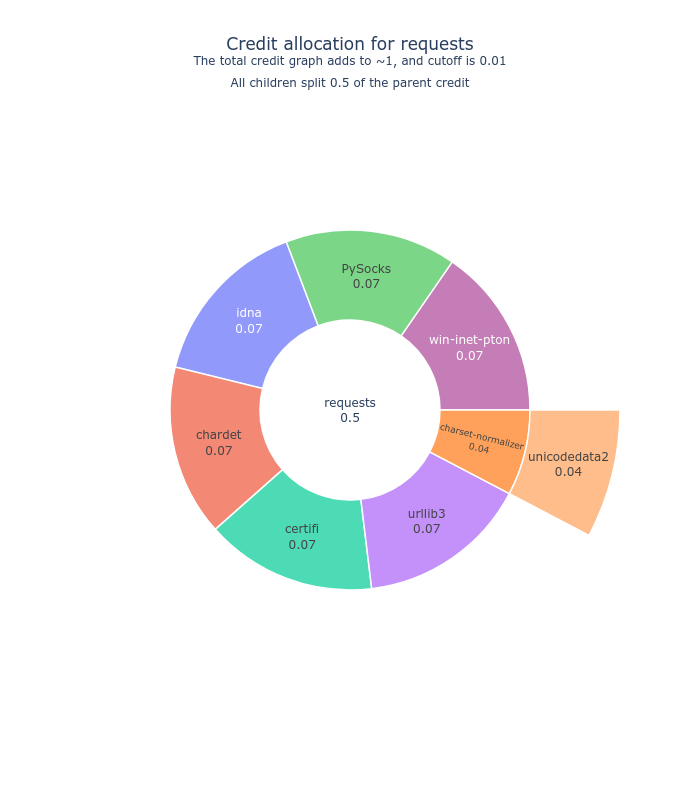 Credit allocation for requests
The total credit graph adds to ~1, and cutoff is 0.01
All children split 0.5 of the parent credit
PySocks
0.07
idna
0.07
win-inet-pton
0.07
requests
0.5
chardet
0.07
charset-normalizer
0.04
unicodedata2
0.04
certifi
0.07
urllib3
0.07